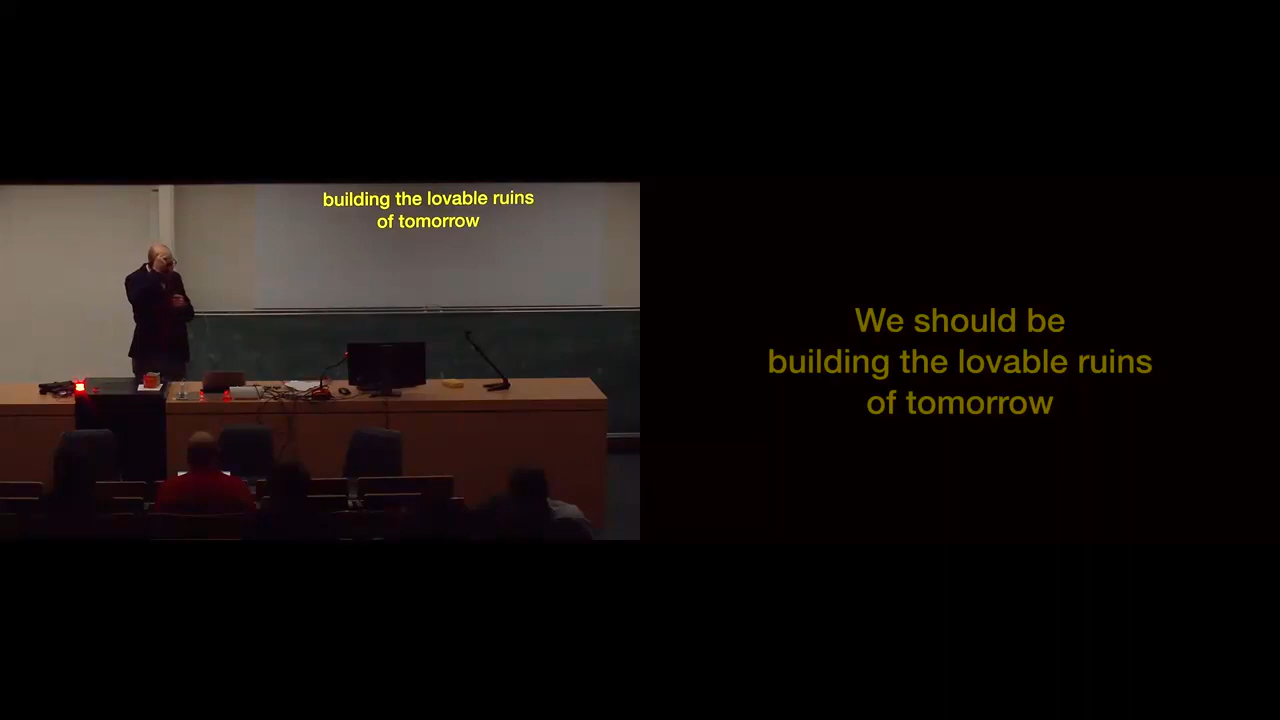 building the lovable ruins
of tomorrow
We should be
building the lovable ruins
of tomorrow